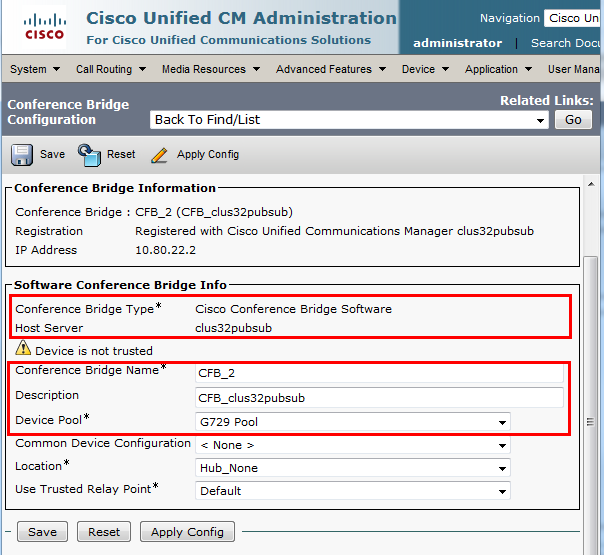 Cisco Unified CM Administration
Navigation Cisco Un
CISCO
For Cisco Unified Communications Solutions
administrator | Search Docu
System Call Routing Media Resources Advanced Features Device Application User Mana
Related Links:
Conference Bridge
Configuration
Back To Find/List Go
Save Reset Apply Config
Conference Bridge Information
Conference Bridge : CFB_2 (CFB_clus32pubsub)
Registration Registered with Cisco Unified Communications Manager clus32pubsub
IP Address 10.80.22.2
Software Conference Bridge Info
Conference Bridge Type* Cisco Conference Bridge Software
Host Server clus32pubsub
Device is not trusted
Conference Bridge Name* CFB_2
Description CFB_clus32pubsub
Device Pool* G729 Pool
Common Device Configuration < None >
Location* Hub_None
Use Trusted Relay Point* Default
Save Reset Apply Config